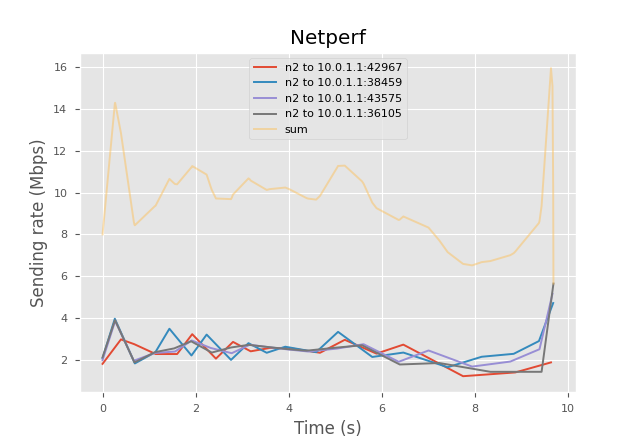 Netperf
n2 to 10.0.1.1:42967
n2 to 10.0.1.1:38459
n2 to 10.0.1.1:43575
n2 to 10.0.1.1:36105
sum
Sending rate (Mbps)
16
14
12
10
8
6
4
2
0 2 4 6 8 10
Time (s)